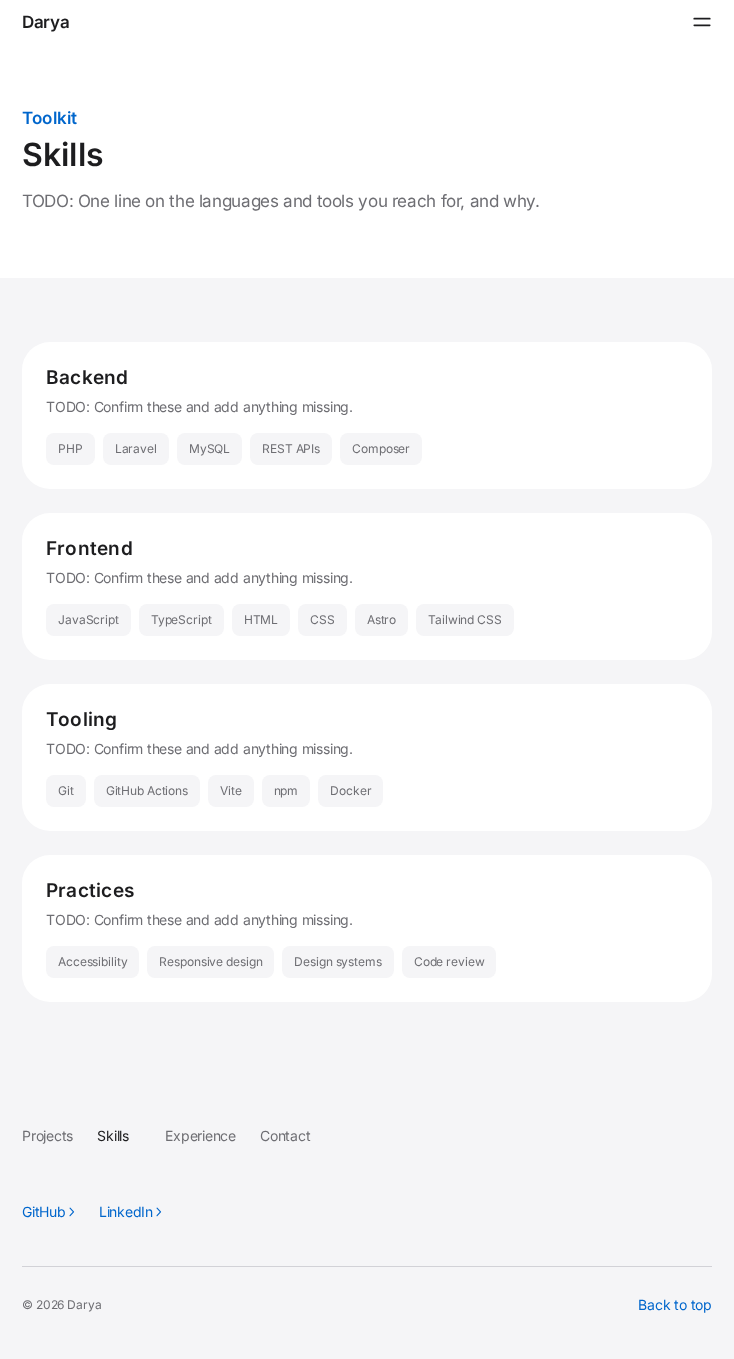 Darya
Toolkit
Skills
TODO: One line on the languages and tools you reach for, and why.
Backend
TODO: Confirm these and add anything missing.
PHP Laravel MySQL REST APIs Composer
Frontend
TODO: Confirm these and add anything missing.
JavaScript TypeScript HTML CSS Astro Tailwind CSS
Tooling
TODO: Confirm these and add anything missing.
Git GitHub Actions Vite npm Docker
Practices
TODO: Confirm these and add anything missing.
Accessibility Responsive design Design systems Code review
Projects Skills Experience Contact
GitHub LinkedIn
© 2026 Darya Back to top